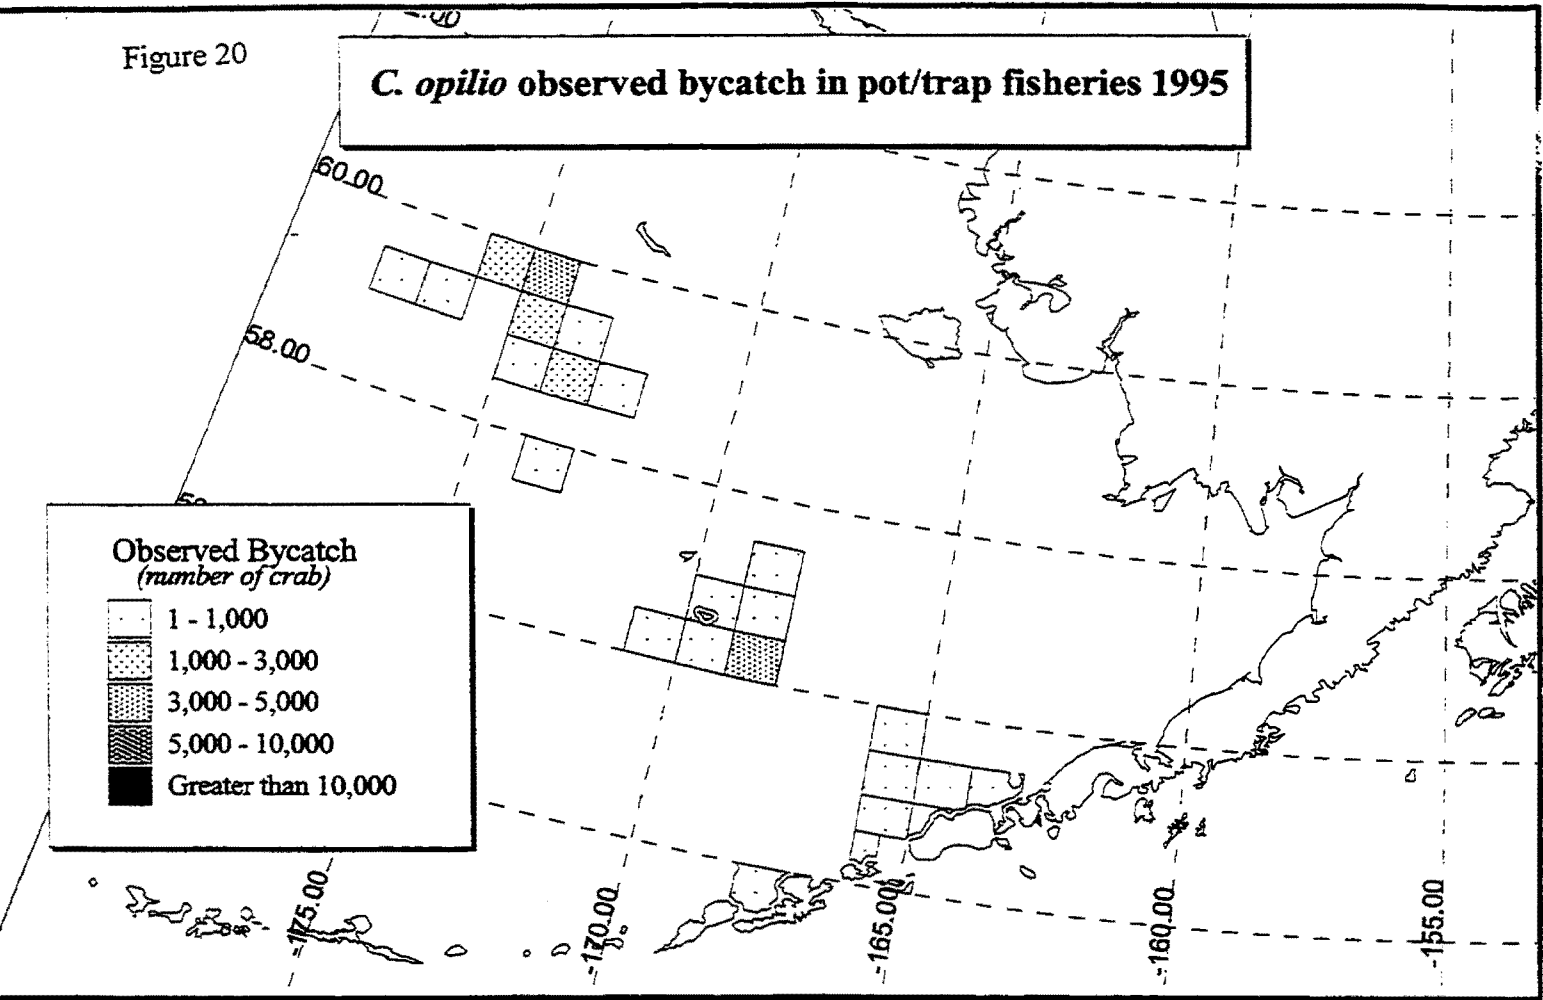 Figure 20
C. opilio observed bycatch in pot/trap fisheries 1995
60.00
58.00
Observed Bycatch
(number of crab)
1 - 1,000
1,000 - 3,000
3,000 - 5,000
5,000 - 10,000
Greater than 10,000
-175.00
-170.00
-165.00
-160.00
-155.00